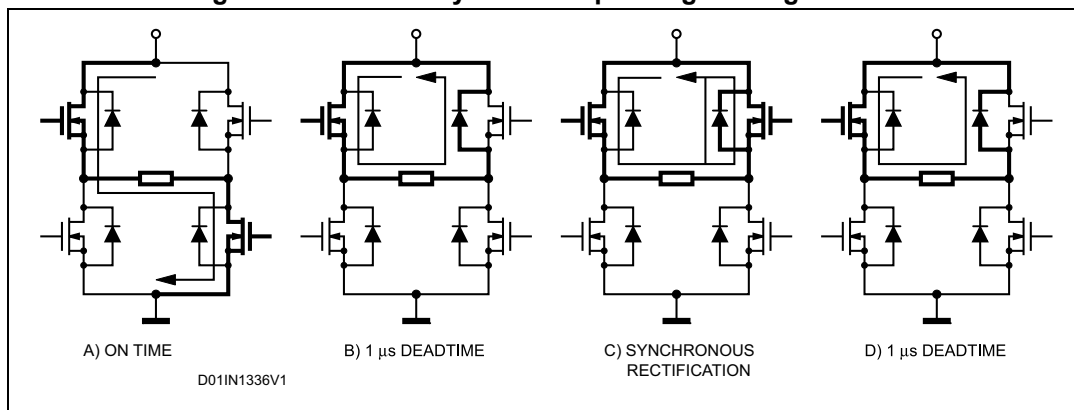 A) ON TIME
B) 1 μs DEADTIME
C) SYNCHRONOUS
RECTIFICATION
D) 1 μs DEADTIME
D01IN1336V1